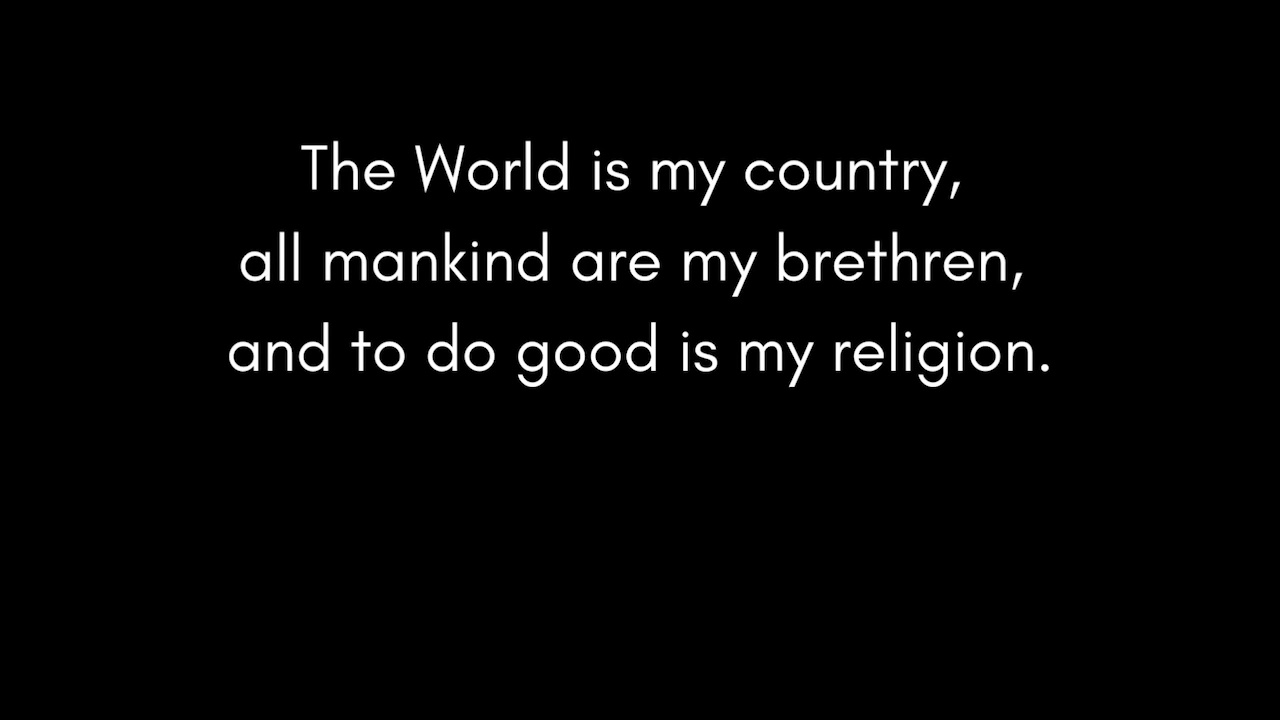 The World is my country,
all mankind are my brethren,
and to do good is my religion.